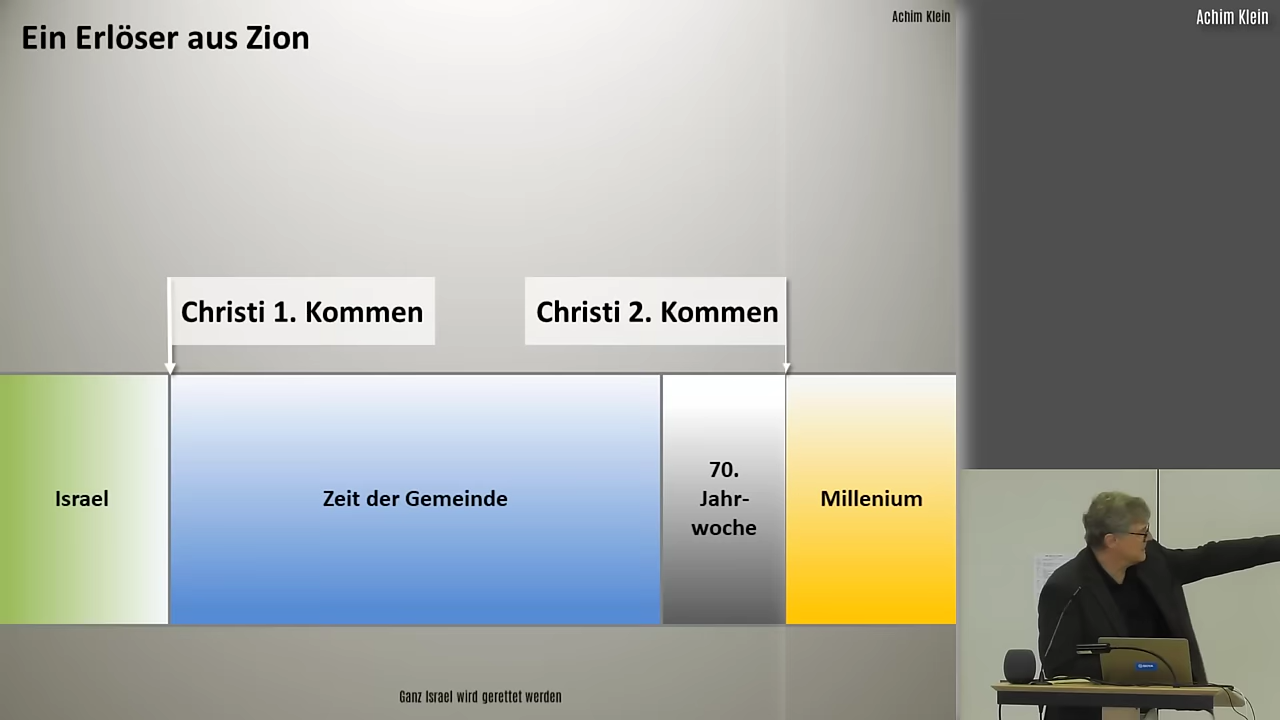 Ein Erlöser aus Zion
Achim Klein
Achim Klein
Christi 1. Kommen
Christi 2. Kommen
Israel
Zeit der Gemeinde
70.
Jahr-
woche
Millenium
Ganz Israel wird gerettet werden